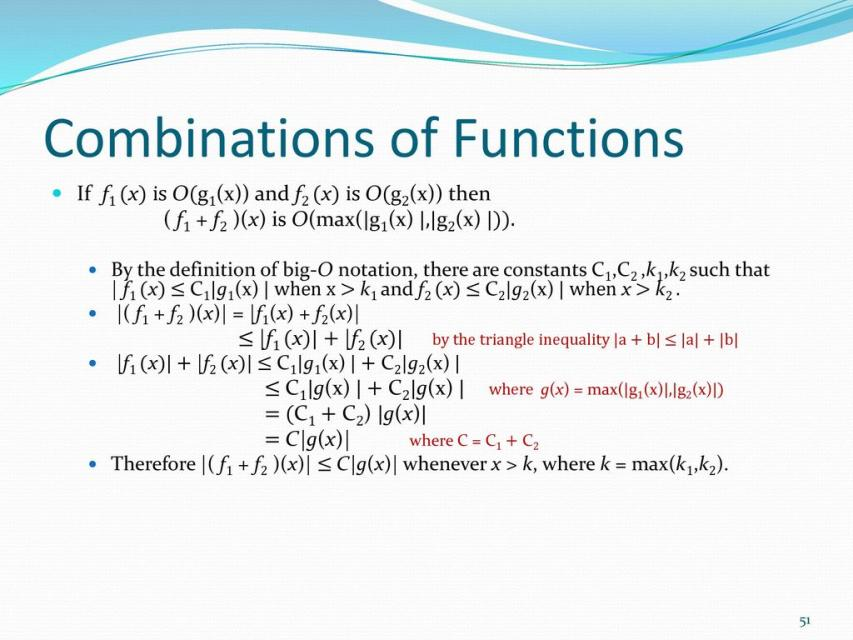 Combinations of Functions
• If f₁ (x) is O(g₁(x)) and f₂ (x) is O(g₂(x)) then
( f₁ + f₂ )(x) is O(max(|g₁(x) |,|g₂(x) |)).
• By the definition of big-O notation, there are constants C₁,C₂ ,k₁,k₂ such that
| f₁ (x) ≤ C₁|g₁(x) | when x > k₁ and f₂ (x) ≤ C₂|g₂(x) | when x > k₂ .
• |( f₁ + f₂ )(x)| = |f₁(x) + f₂(x)|
≤ |f₁ (x)| + |f₂ (x)| by the triangle inequality |a + b| ≤ |a| + |b|
• |f₁ (x)| + |f₂ (x)| ≤ C₁|g₁(x) | + C₂|g₂(x) |
≤ C₁|g(x) | + C₂|g(x) | where g(x) = max(|g₁(x)|,|g₂(x)|)
= (C₁ + C₂) |g(x)|
= C|g(x)| where C = C₁ + C₂
• Therefore |( f₁ + f₂ )(x)| ≤ C|g(x)| whenever x > k, where k = max(k₁,k₂).
51